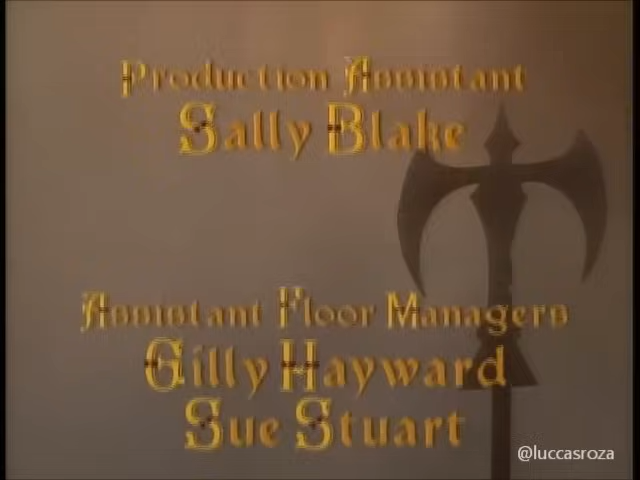 Production Assistant
Sally Blake
Assistant Floor Managers
Gilly Hayward
Sue Stuart
@luccasroza